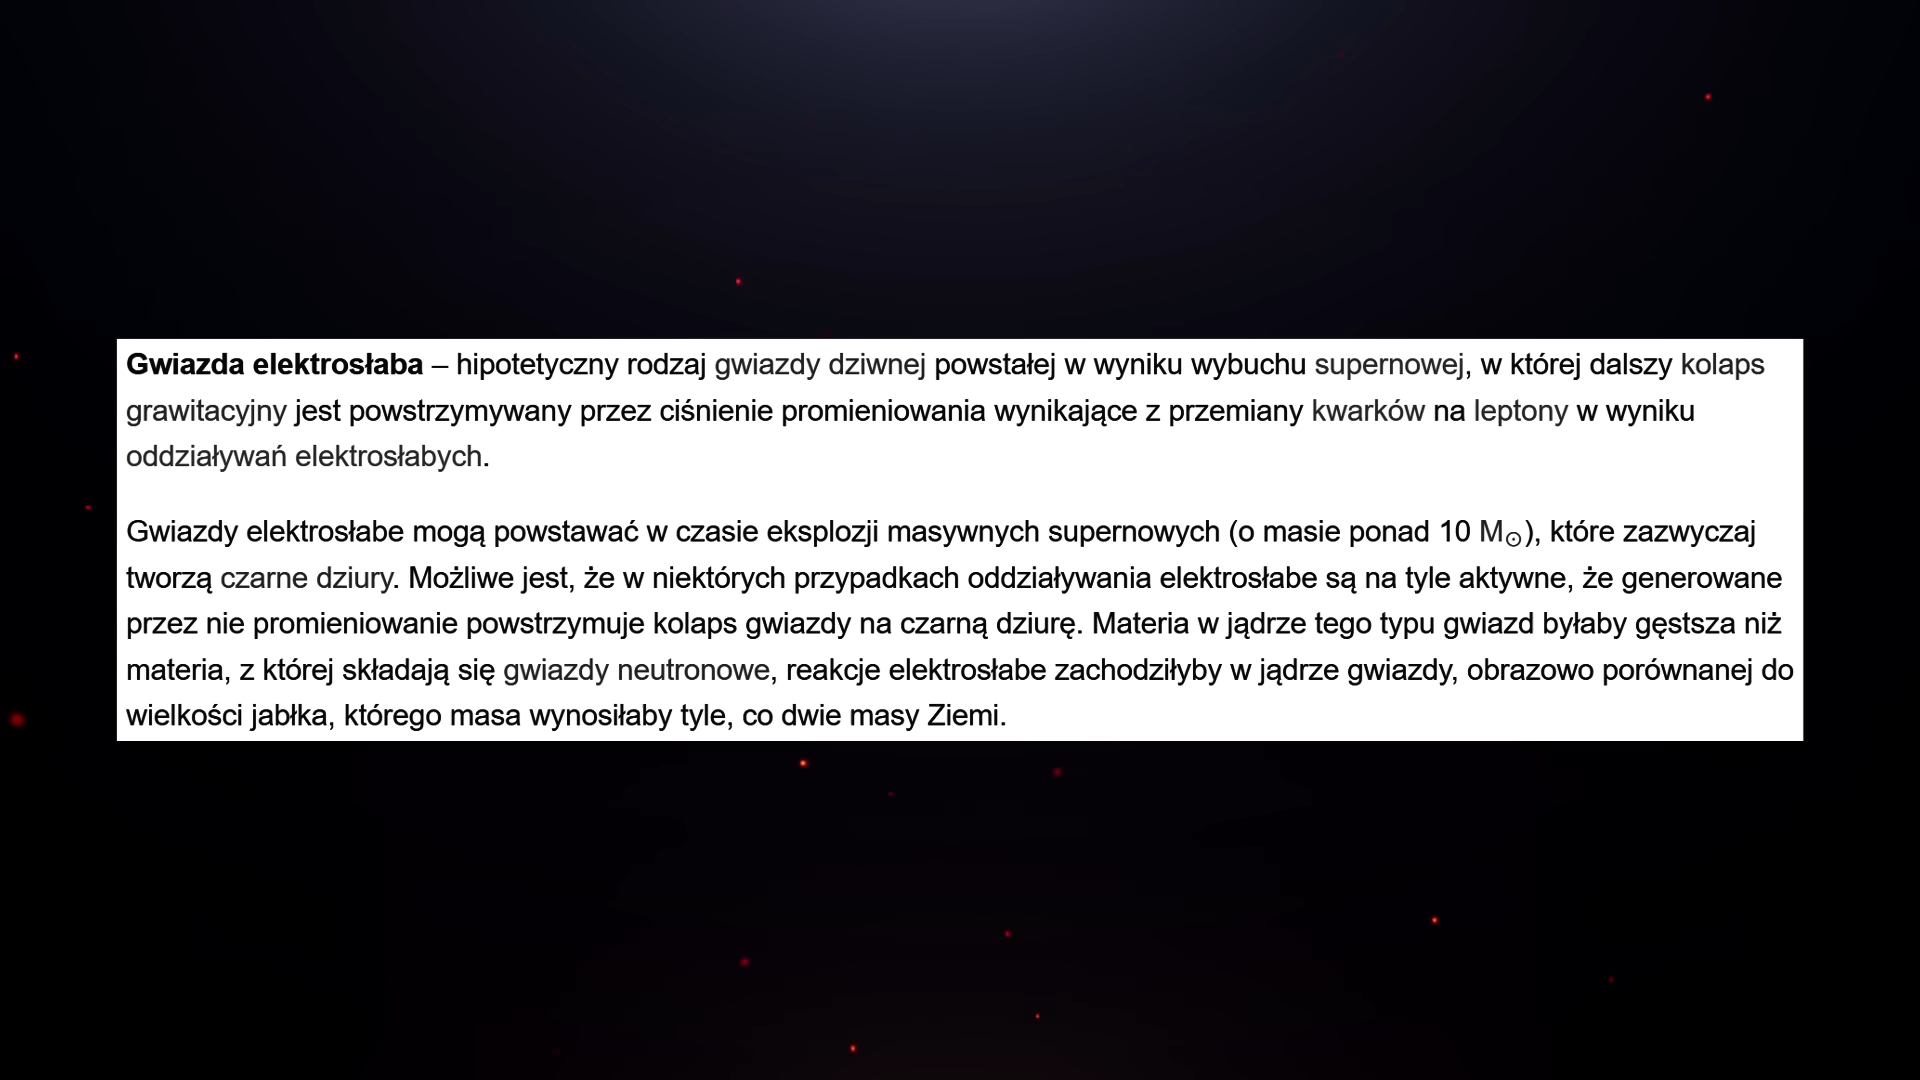 Gwiazda elektrosłaba – hipotetyczny rodzaj gwiazdy dziwnej powstałej w wyniku wybuchu supernowej, w której dalszy kolaps
grawitacyjny jest powstrzymywany przez ciśnienie promieniowania wynikające z przemiany kwarków na leptony w wyniku
oddziaływań elektrosłabych.
Gwiazdy elektrosłabe mogą powstawać w czasie eksplozji masywnych supernowych (o masie ponad 10 M☉), które zazwyczaj
tworzą czarne dziury. Możliwe jest, że w niektórych przypadkach oddziaływania elektrosłabe są na tyle aktywne, że generowane
przez nie promieniowanie powstrzymuje kolaps gwiazdy na czarną dziurę. Materia w jądrze tego typu gwiazd byłaby gęstsza niż
materia, z której składają się gwiazdy neutronowe, reakcje elektrosłabe zachodziłyby w jądrze gwiazdy, obrazowo porównanej do
wielkości jabłka, którego masa wynosiłaby tyle, co dwie masy Ziemi.